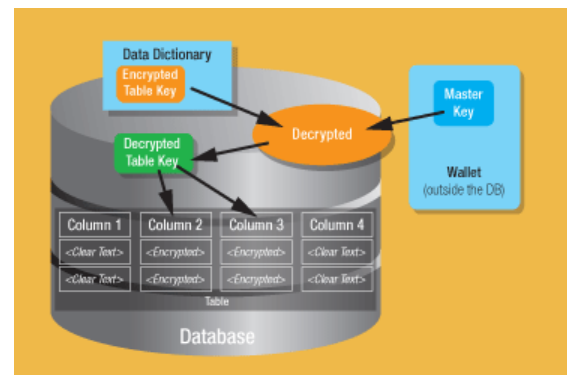 Data Dictionary
Encrypted
Table Key
Master
Key
Decrypted
Decrypted
Table Key
Wallet
(outside the DB)
Column 1 Column 2 Column 3 Column 4
<Clear Text> <Encrypted> <Encrypted> <Clear Text>
<Clear Text> <Encrypted> <Encrypted> <Clear Text>
Table
Database